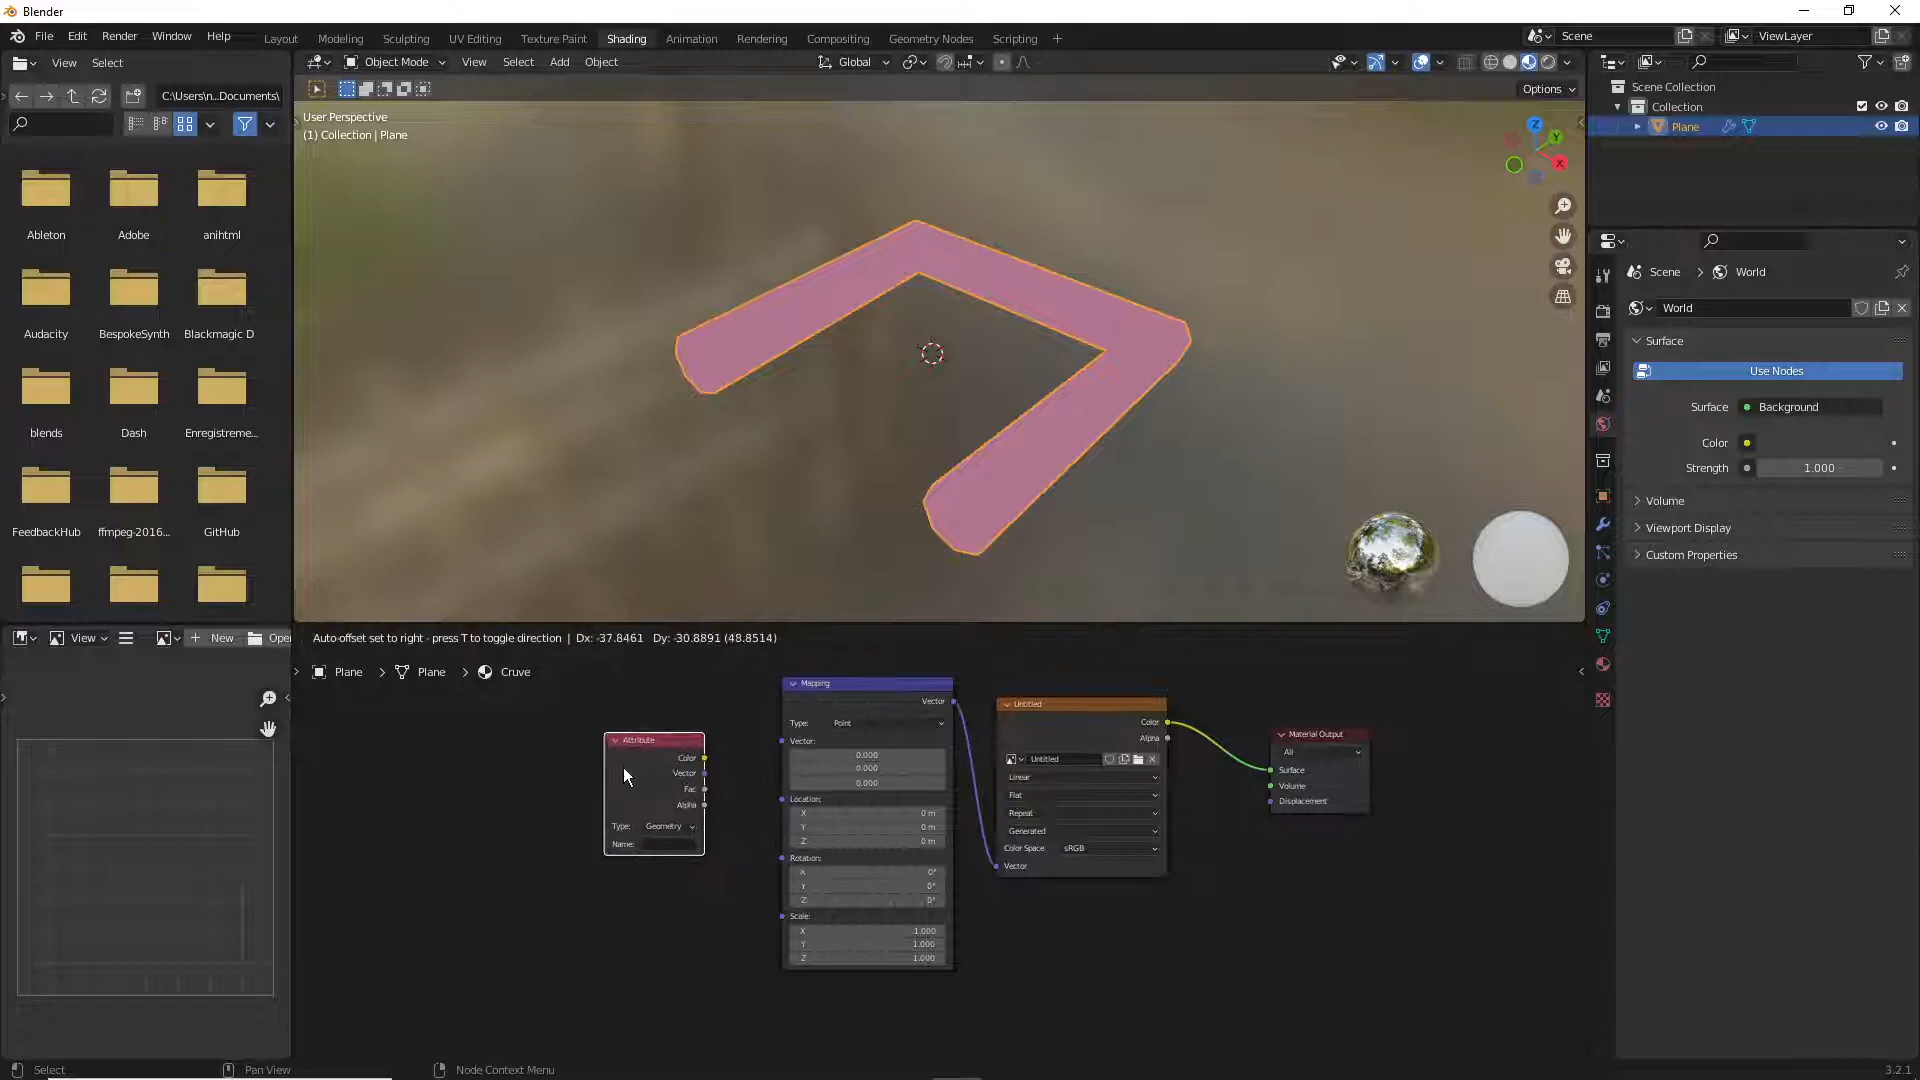 Blender
File Edit Render Window Help
Layout Modeling Sculpting UV Editing Texture Paint Shading Animation Rendering Compositing Geometry Nodes Scripting +
Scene
ViewLayer
View Select
Object Mode View Select Add Object
Global
C:\Users\n...Documents\
Options
User Perspective
(1) Collection | Plane
Z
Y
X
Scene Collection
Collection
Plane
Ableton Adobe anihtml
Audacity BespokeSynth Blackmagic D
blends Dash Enregistreme...
FeedbackHub ffmpeg-2016... GitHub
Scene > World
World
Surface
Use Nodes
Surface Background
Color
Strength 1.000
Volume
Viewport Display
Custom Properties
View
New
Ope
Auto-offset set to right - press T to toggle direction | Dx: -37.8461 Dy: -30.8891 (48.8514)
Plane > Plane > Cruve
Attribute
Color
Vector
Fac
Alpha
Type: Geometry
Name:
Mapping
Vector
Type: Point
Vector:
0.000
0.000
0.000
Location:
X 0 m
Y 0 m
Z 0 m
Rotation:
X 0°
Y 0°
Z 0°
Scale:
X 1.000
Y 1.000
Z 1.000
Untitled
Color
Alpha
Untitled
Linear
Flat
Repeat
Generated
Color Space sRGB
Vector
Material Output
All
Surface
Volume
Displacement
Select
Pan View
Node Context Menu
3.2.1